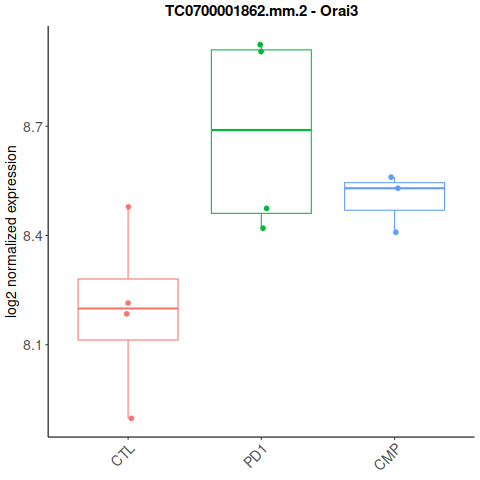 TC0700001862.mm.2 - Orai3
log2 normalized expression
8.7
8.4
8.1
CTL
PD1
CMP